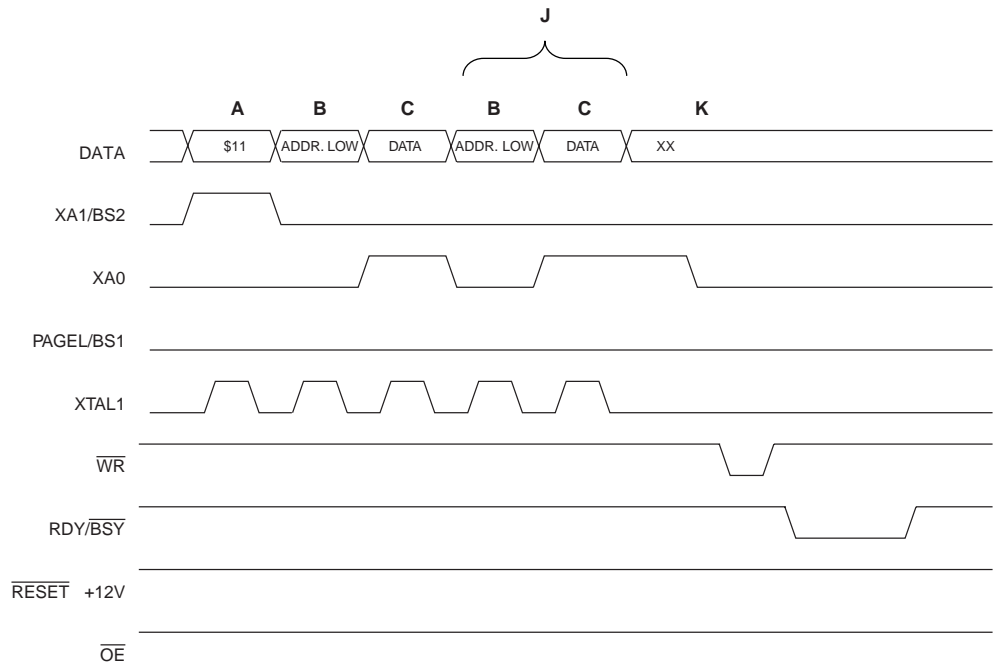 J
A B C B C K
DATA $11 ADDR. LOW DATA ADDR. LOW DATA XX
XA1/BS2
XA0
PAGEL/BS1
XTAL1
WR
RDY/BSY
RESET +12V
OE